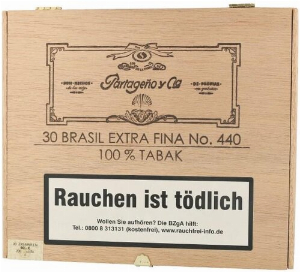 Partageño y Cia
30 BRASIL EXTRA FINA No. 440
100 % TABAK
Rauchen ist tödlich
Wollen Sie aufhören? Die BZgA hilft:
Tel.: 0800 8 313131 (kostenfrei), www.rauchfrei-info.de